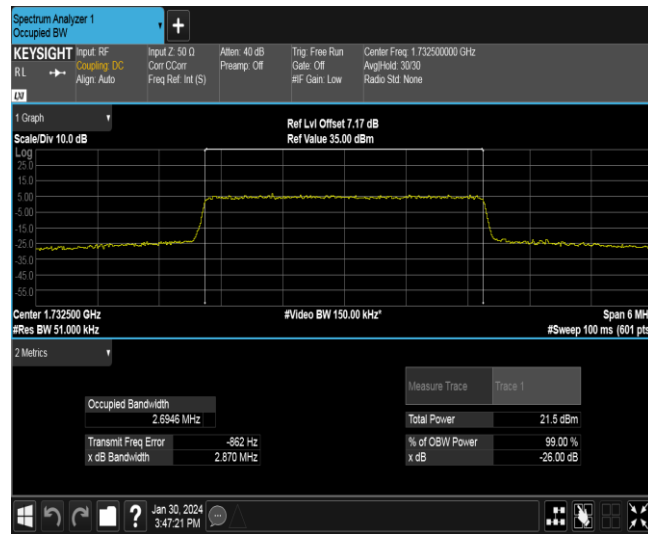 Spectrum Analyzer 1
Occupied BW
KEYSIGHT
RL
LXI
Input: RF
Coupling: DC
Align: Auto
Input Z: 50 Ω
Corr CCorr
Freq Ref: Int (S)
Atten: 40 dB
Preamp: Off
Trig: Free Run
Gate: Off
#IF Gain: Low
Center Freq: 1.732500000 GHz
Avg|Hold: 30/30
Radio Std: None
1 Graph
Scale/Div 10.0 dB
Ref Lvl Offset 7.17 dB
Ref Value 35.00 dBm
Log
25.0
15.0
5.00
-5.00
-15.0
-25.0
-35.0
-45.0
-55.0
Center 1.732500 GHz
#Res BW 51.000 kHz
#Video BW 150.00 kHz*
Span 6 MH
#Sweep 100 ms (601 pts
2 Metrics
Measure Trace Trace 1
Occupied Bandwidth
2.6946 MHz
Total Power 21.5 dBm
Transmit Freq Error -862 Hz
% of OBW Power 99.00 %
x dB Bandwidth 2.870 MHz
x dB -26.00 dB
?
Jan 30, 2024
3:47:21 PM